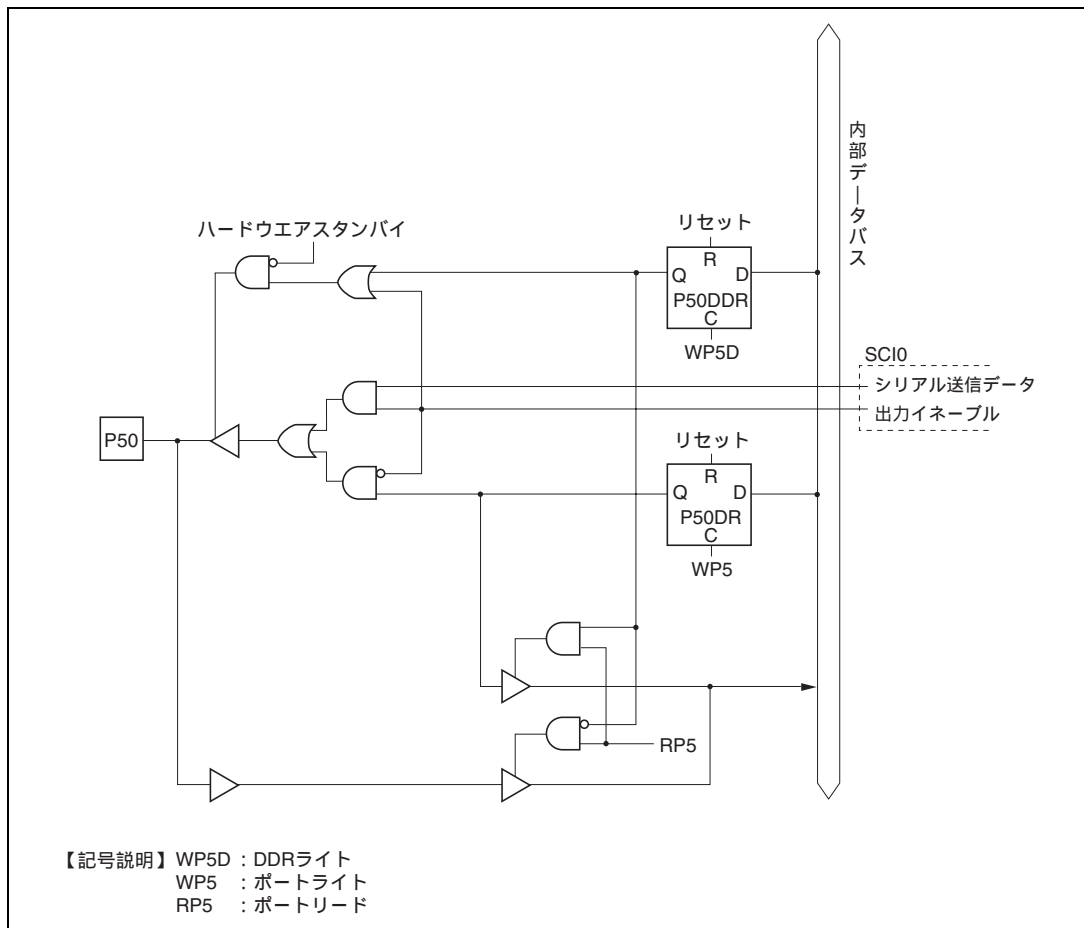 内部データバス
リセット
ハードウエアスタンバイ
R
Q
D
P50DDR
C
WP5D
SCI0
シリアル送信データ
出力イネーブル
P50
リセット
R
Q
D
P50DR
C
WP5
RP5
【記号説明】WP5D : DDRライト
WP5 : ポートライト
RP5 : ポートリード